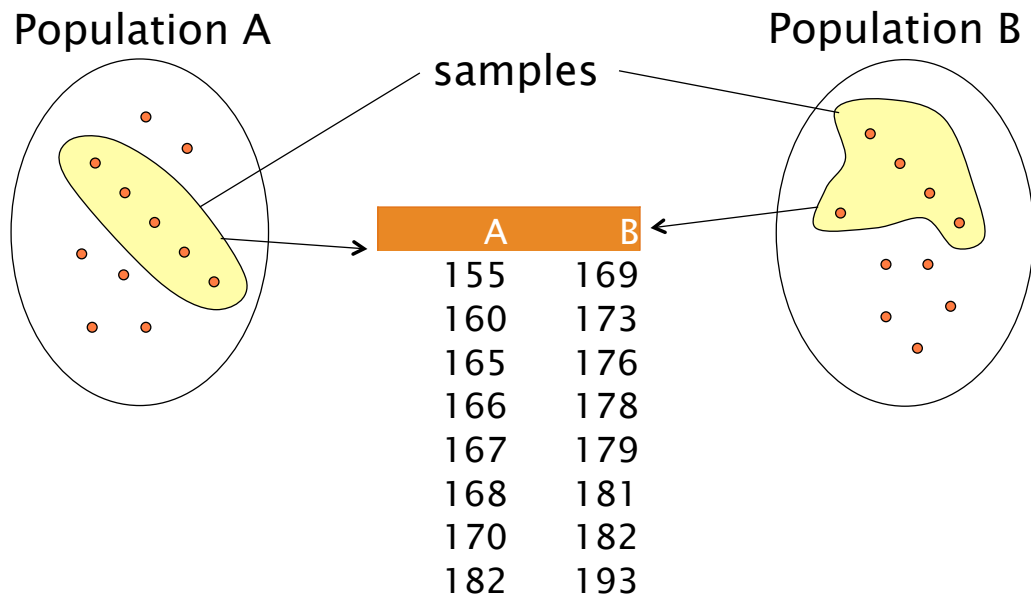 Population A
Population B
samples
A B
155 169
160 173
165 176
166 178
167 179
168 181
170 182
182 193